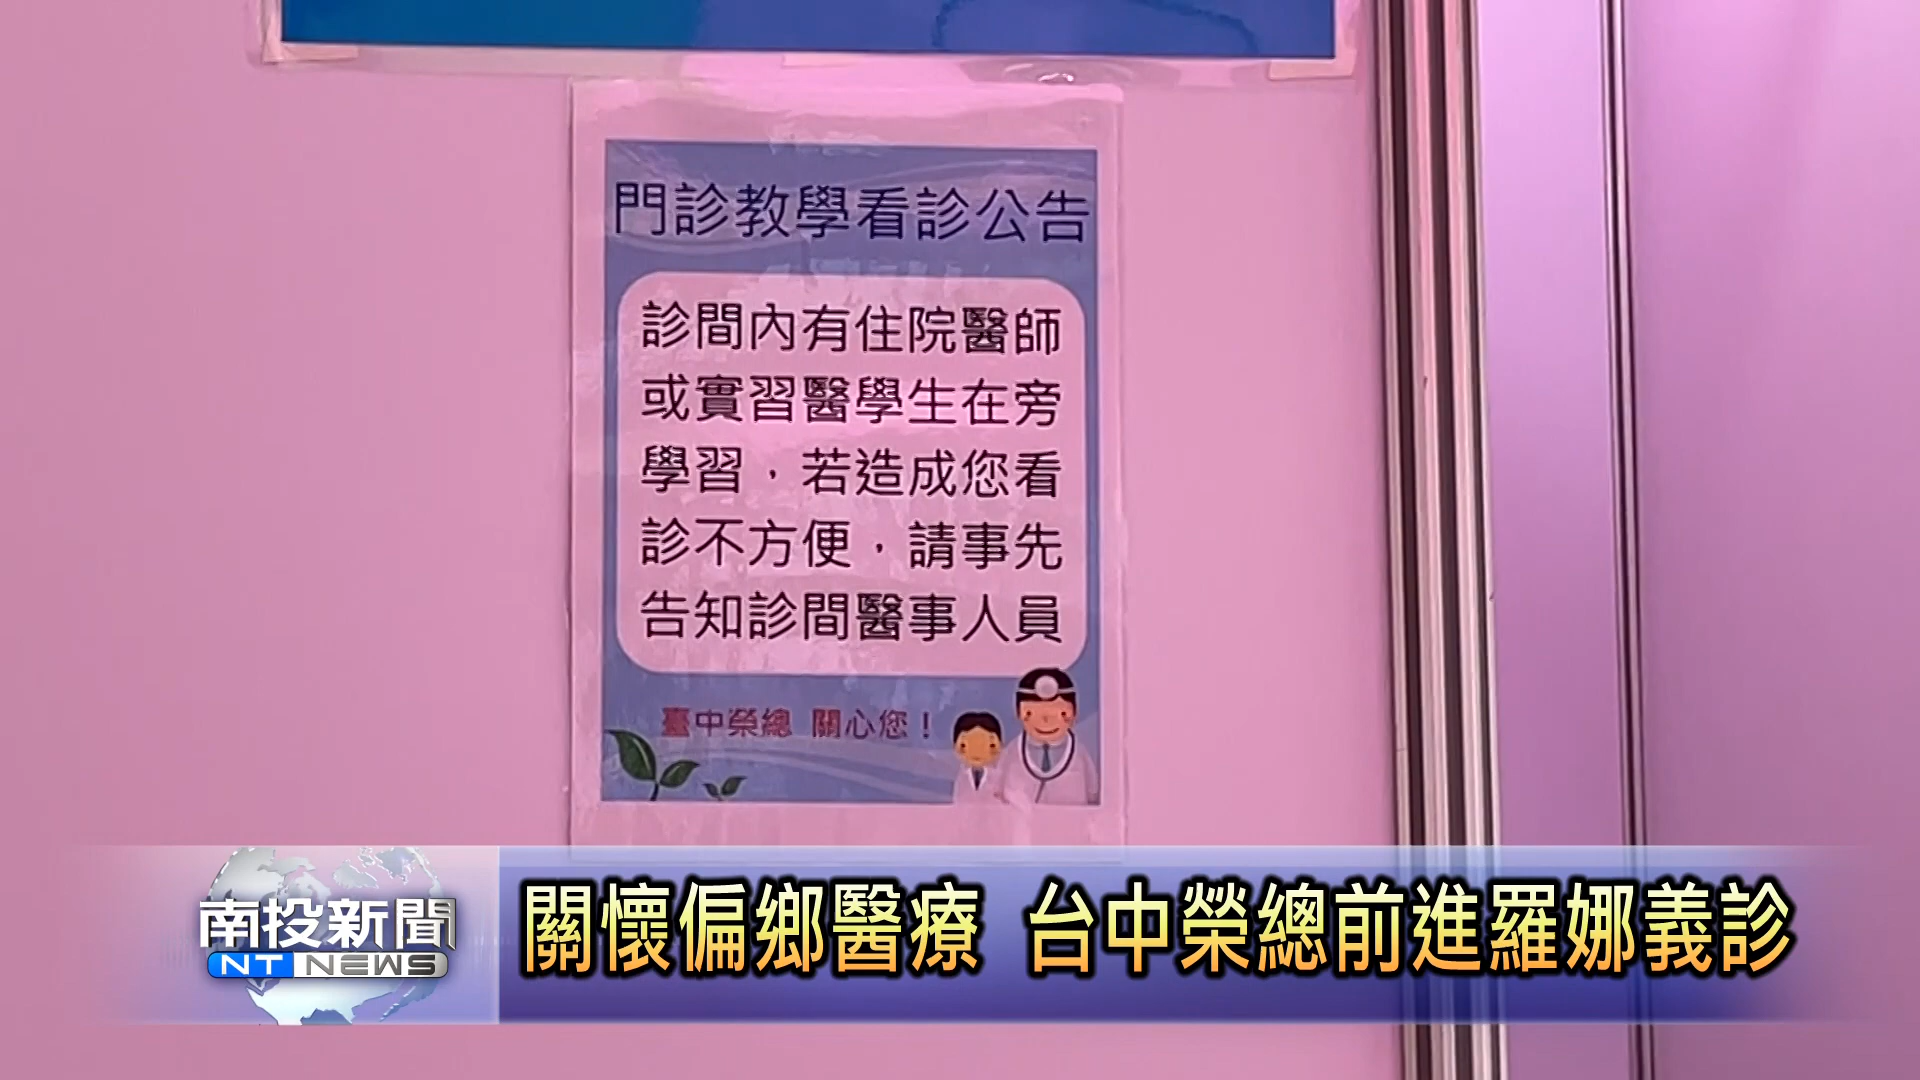 門診教學看診公告
診間內有住院醫師
或實習醫學生在旁
學習，若造成您看
診不方便，請事先
告知診間醫事人員
臺中榮總 關心您！
南投新聞
NT NEWS
關懷偏鄉醫療 台中榮總前進羅娜義診